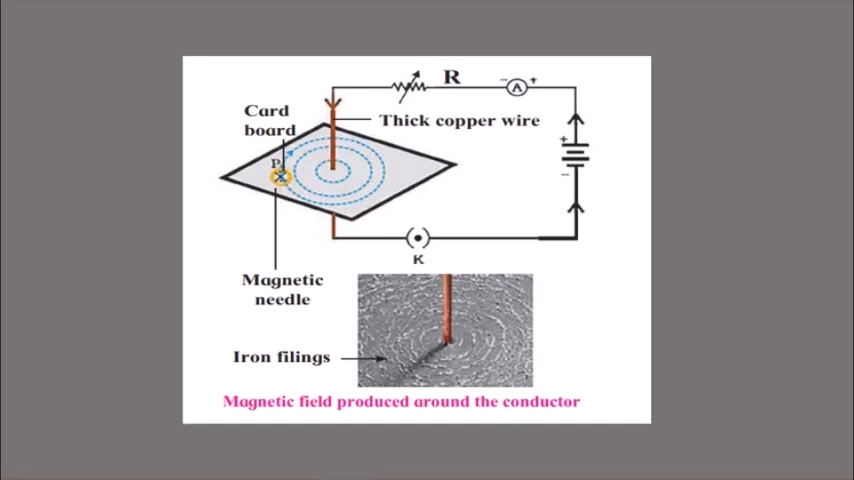 R
- A +
Card
board
Thick copper wire
P
+
-
K
Magnetic
needle
Iron filings
Magnetic field produced around the conductor